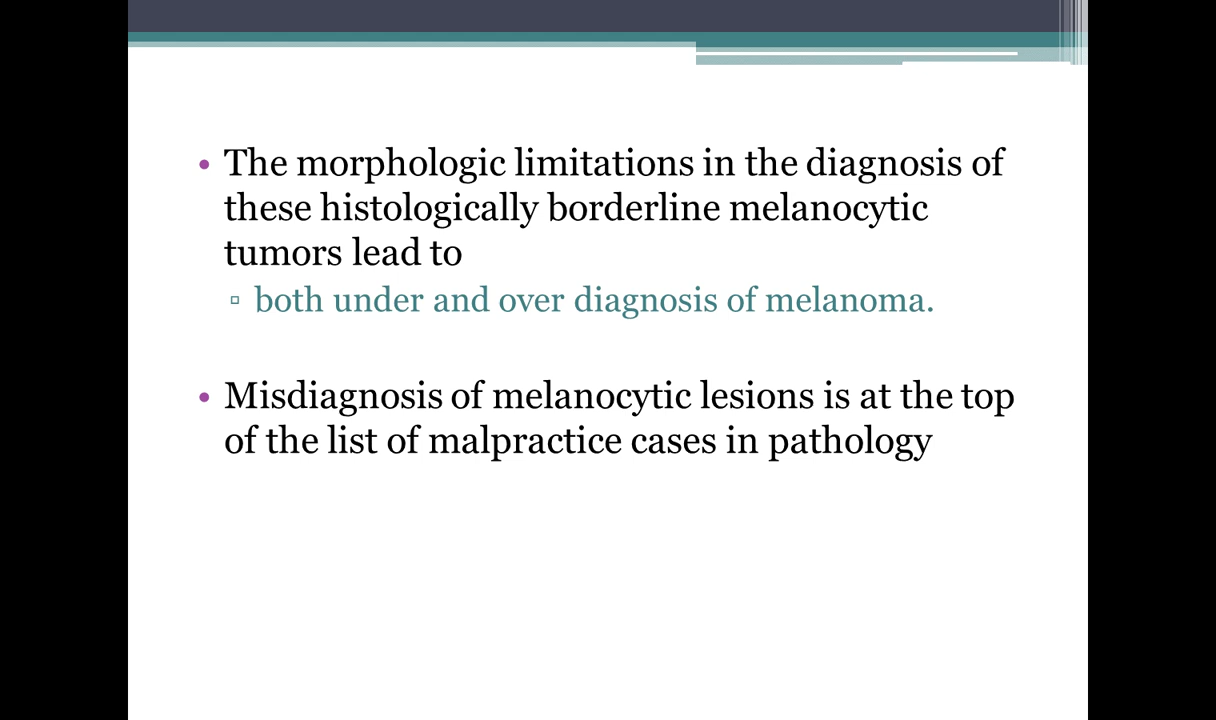 • The morphologic limitations in the diagnosis of
these histologically borderline melanocytic
tumors lead to
▫ both under and over diagnosis of melanoma.
• Misdiagnosis of melanocytic lesions is at the top
of the list of malpractice cases in pathology